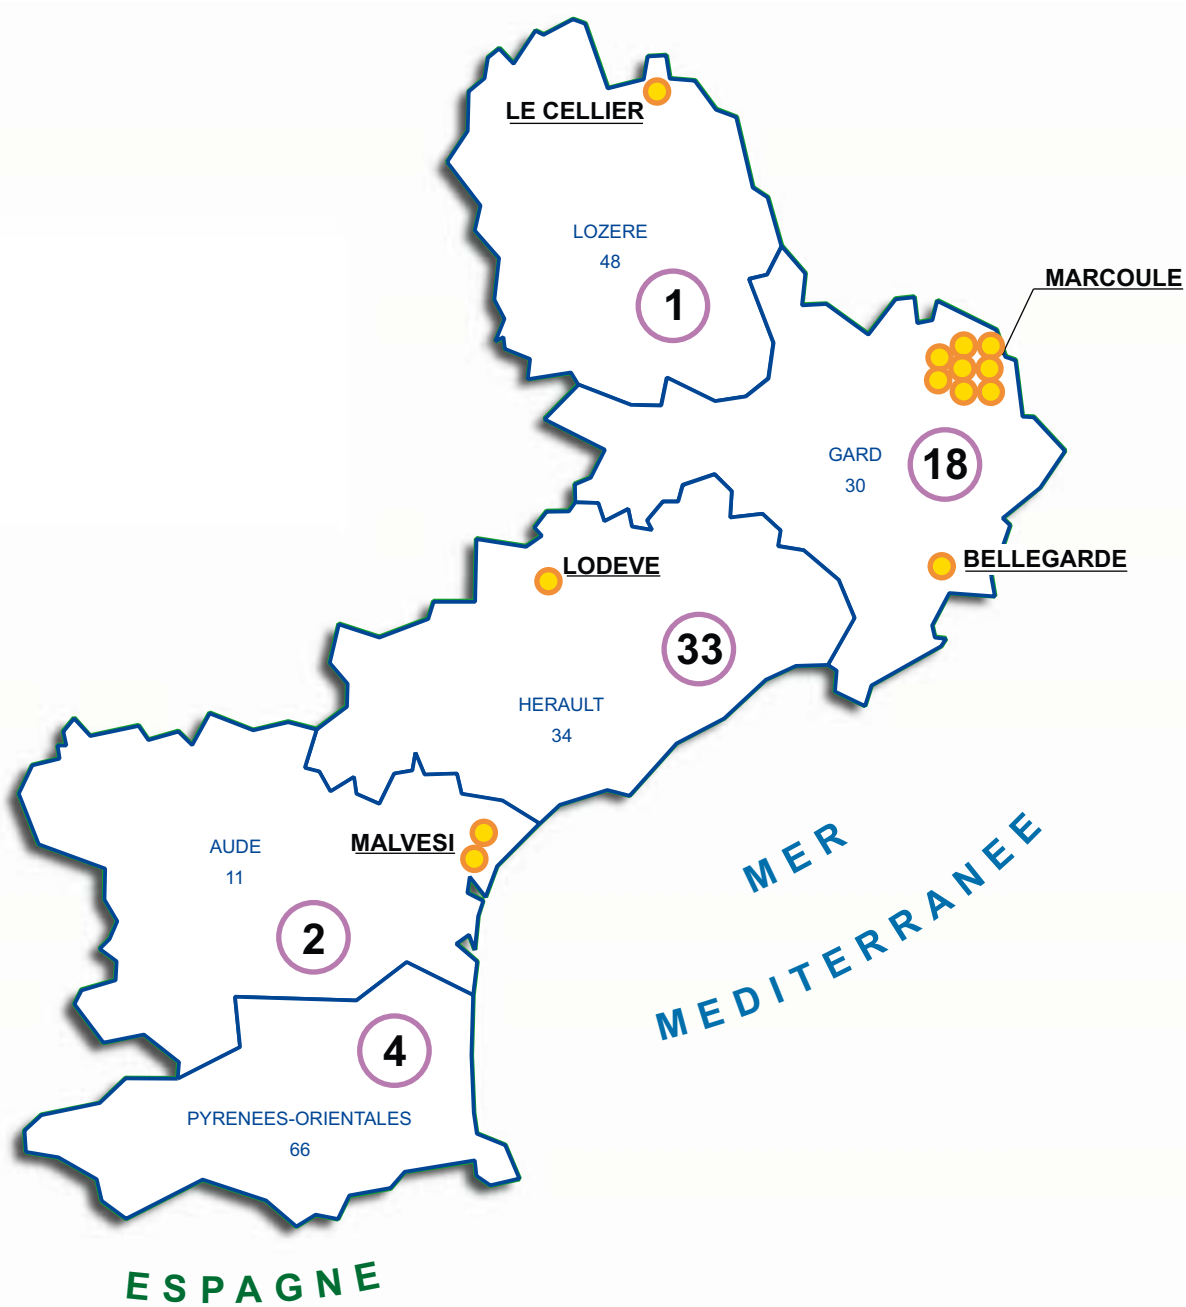 LE CELLIER
LOZERE
48
1
MARCOULE
GARD
30
18
LODEVE
BELLEGARDE
33
HERAULT
34
MALVESI
AUDE
11
2
MER
MEDITERRANEE
4
PYRENEES-ORIENTALES
66
ESPAGNE